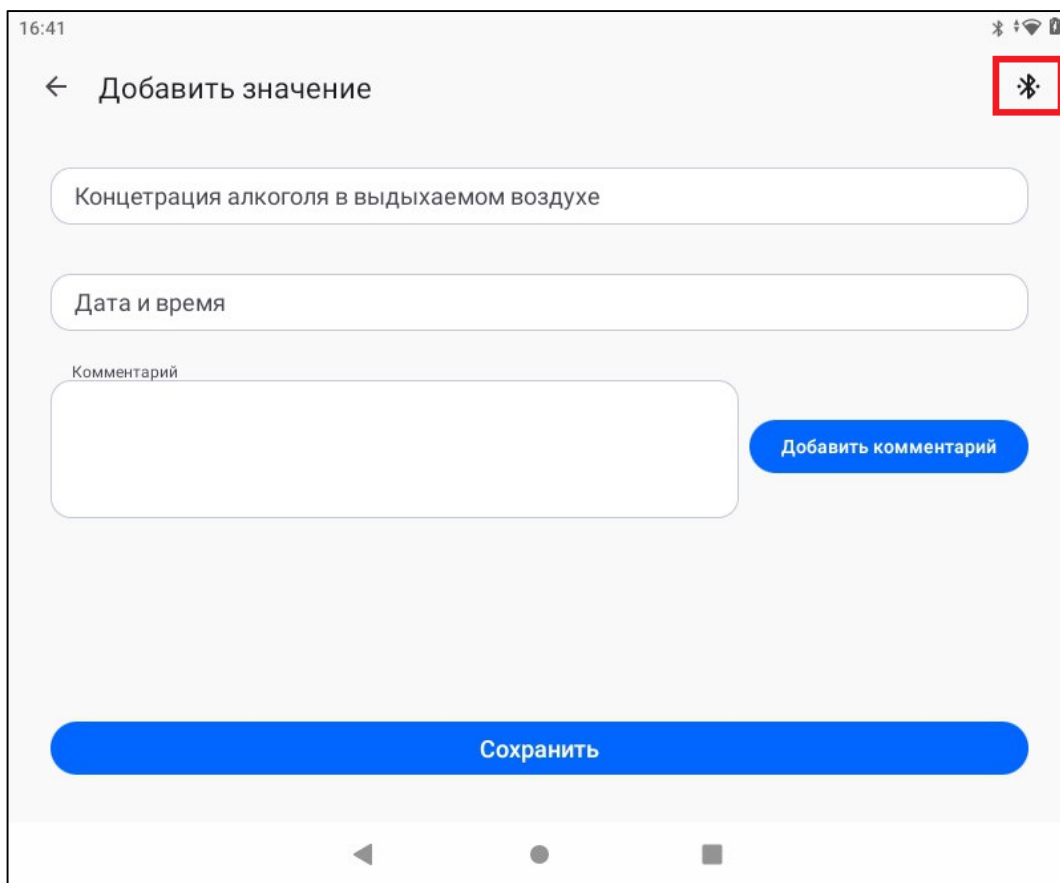 16:41
Добавить значение
Концетрация алкоголя в выдыхаемом воздухе
Дата и время
Комментарий
Добавить комментарий
Сохранить